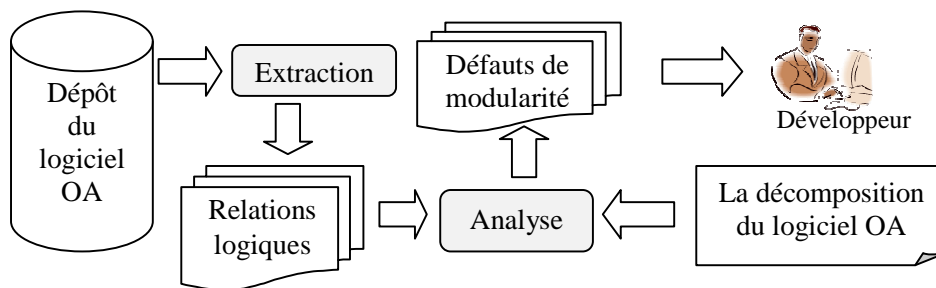 Dépôt
du
logiciel
OA
Extraction
Défauts de
modularité
Développeur
Relations
logiques
Analyse
La décomposition
du logiciel OA